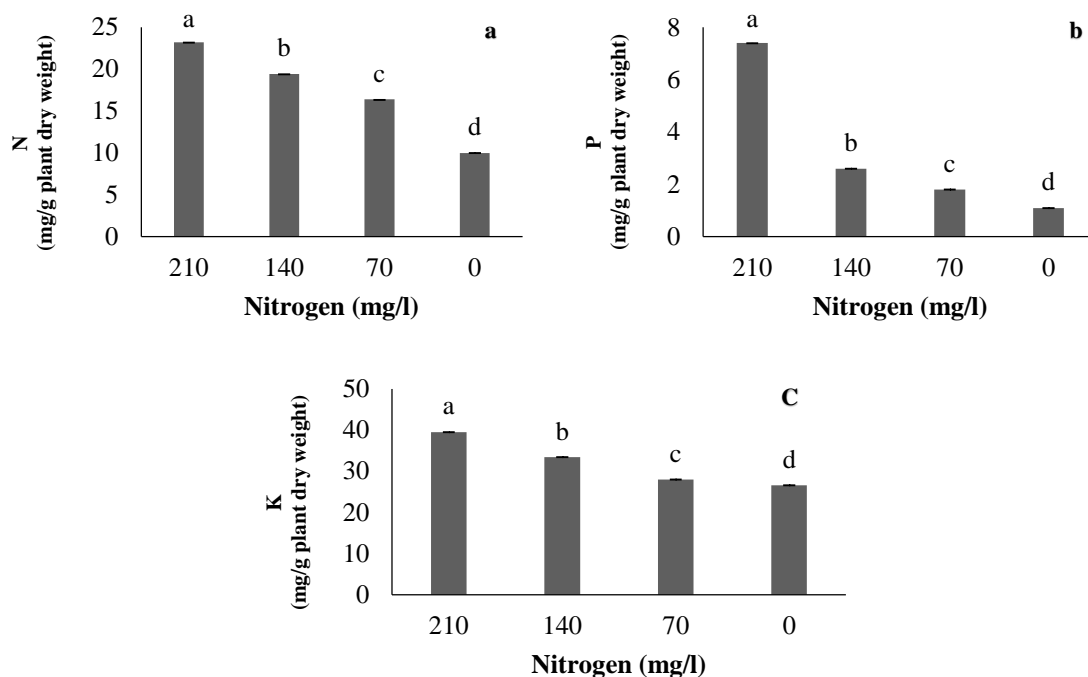 a
25
20
15
10
5
0
N
(mg/g plant dry weight)
a
b
c
d
210 140 70 0
Nitrogen (mg/l)
b
8
6
4
2
0
P
(mg/g plant dry weight)
a
b
c
d
210 140 70 0
Nitrogen (mg/l)
C
50
40
30
20
10
0
K
(mg/g plant dry weight)
a
b
c
d
210 140 70 0
Nitrogen (mg/l)